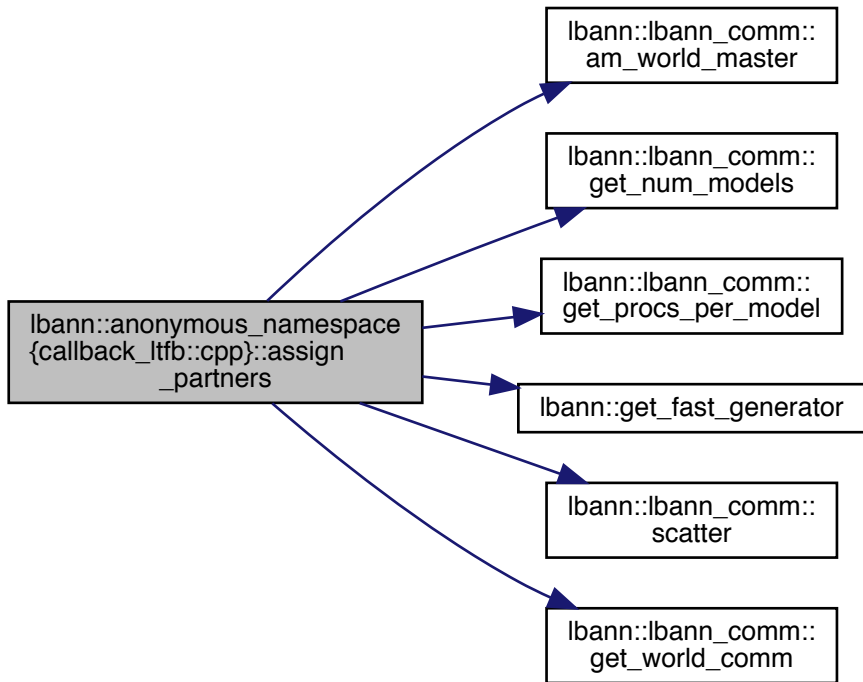 lbann::lbann_comm::
am_world_master
lbann::lbann_comm::
get_num_models
lbann::lbann_comm::
get_procs_per_model
lbann::anonymous_namespace
{callback_ltfb::cpp}::assign
_partners
lbann::get_fast_generator
lbann::lbann_comm::
scatter
lbann::lbann_comm::
get_world_comm